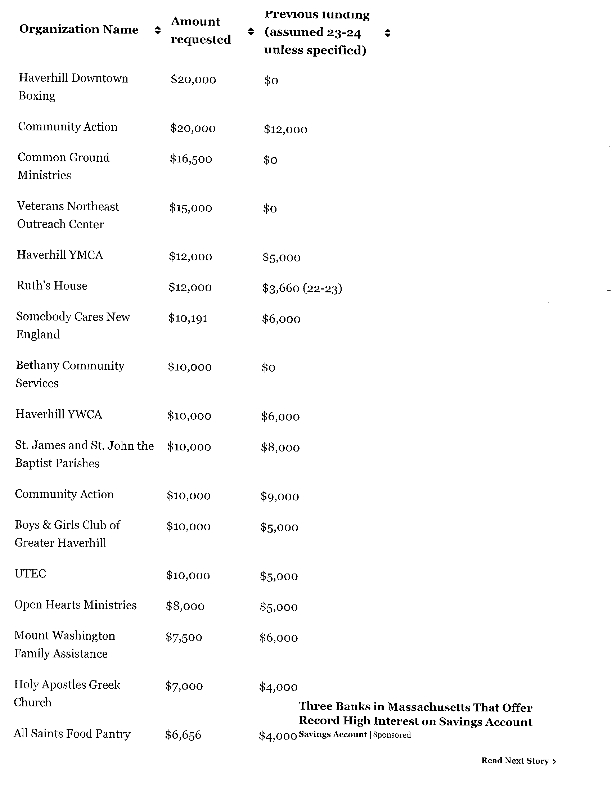 Organization Name Amount requested Previous funding (assumed 23-24 unless specified)
Haverhill Downtown Boxing $20,000 $0
Community Action $20,000 $12,000
Common Ground Ministries $16,500 $0
Veterans Northeast Outreach Center $15,000 $0
Haverhill YMCA $12,000 $5,000
Ruth's House $12,000 $3,660 (22-23)
Somebody Cares New England $10,191 $6,000
Bethany Community Services $10,000 $0
Haverhill YWCA $10,000 $6,000
St. James and St. John the Baptist Parishes $10,000 $8,000
Community Action $10,000 $9,000
Boys & Girls Club of Greater Haverhill $10,000 $5,000
UTEC $10,000 $5,000
Open Hearts Ministries $8,000 $5,000
Mount Washington Family Assistance $7,500 $6,000
Holy Apostles Greek Church $7,000 $4,000
Three Banks in Massachusetts That Offer
Record High Interest on Savings Account
All Saints Food Pantry $6,656 $4,000
Savings Account | Sponsored
Read Next Story >